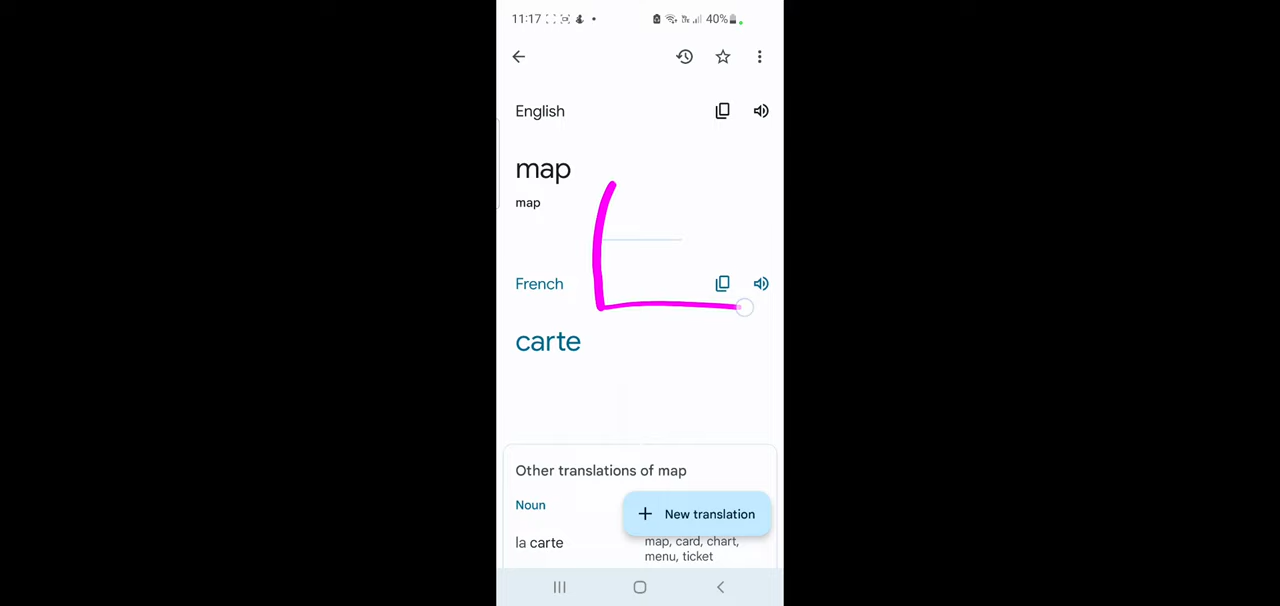 11:17 40%
English
map
map
French
carte
Other translations of map
Noun
+ New translation
la carte map, card, chart,
menu, ticket